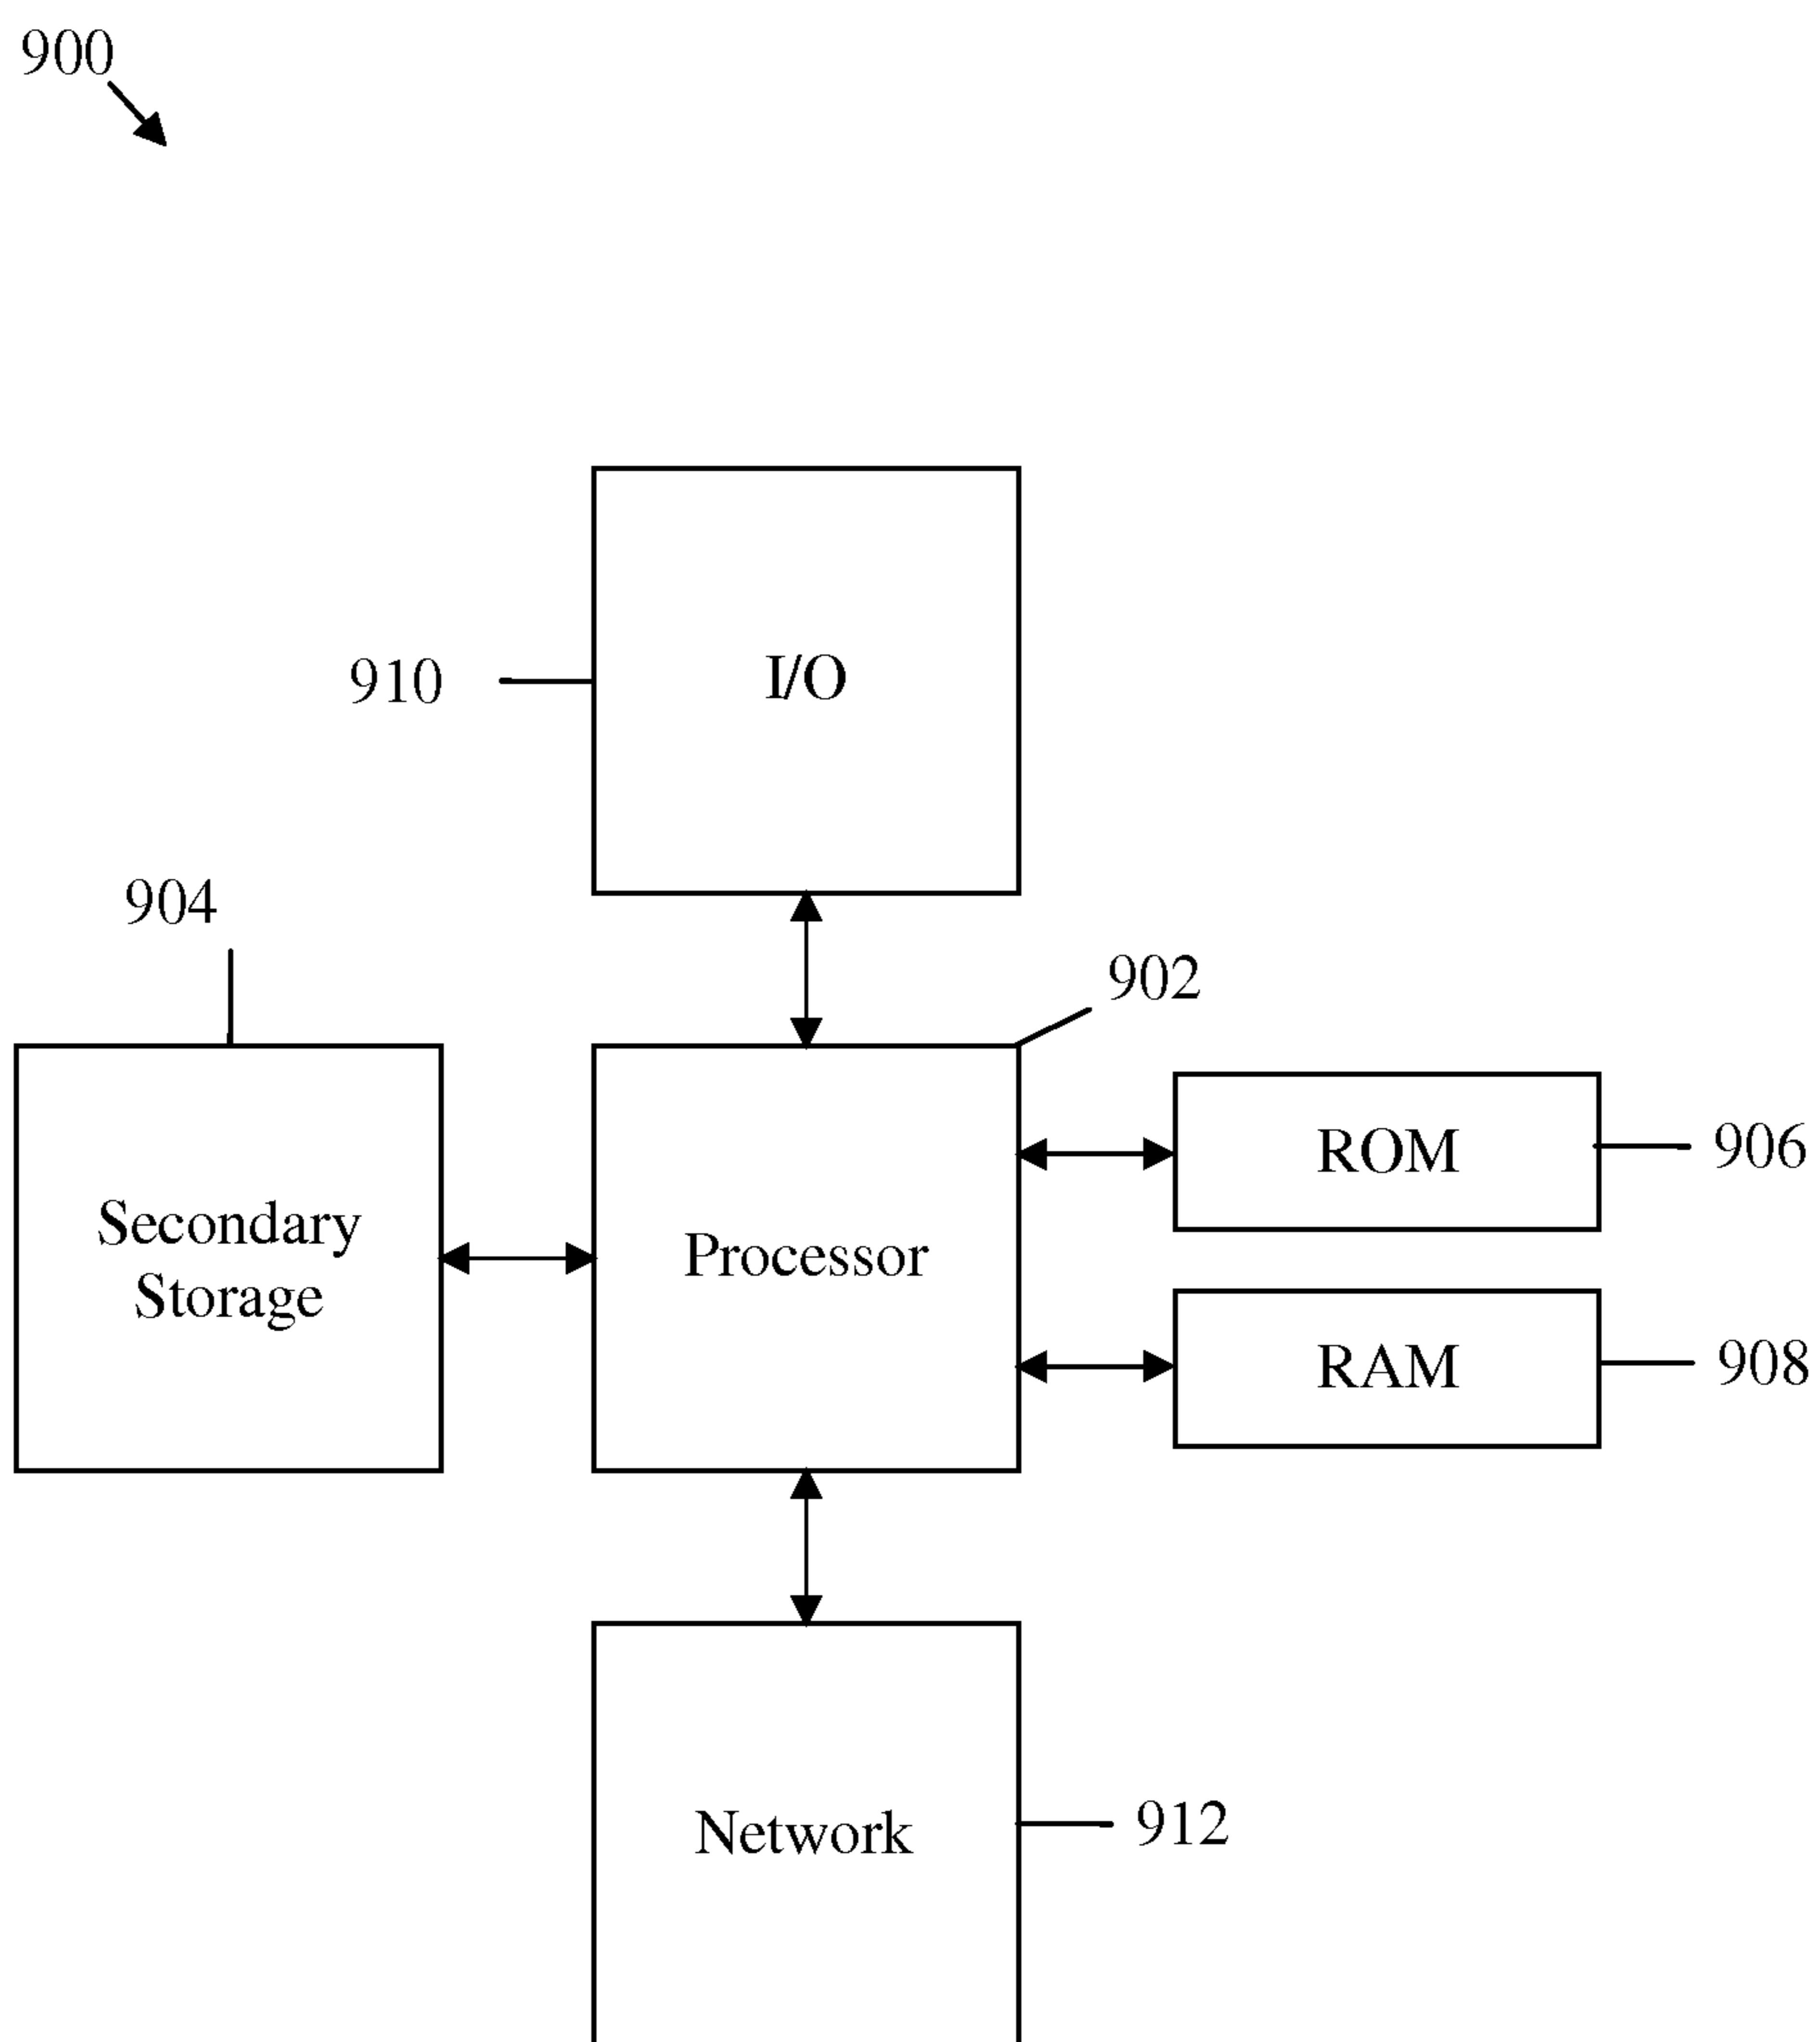 900
I/O
910
904
902
ROM
906
Secondary
Storage
Processor
RAM
908
Network
912